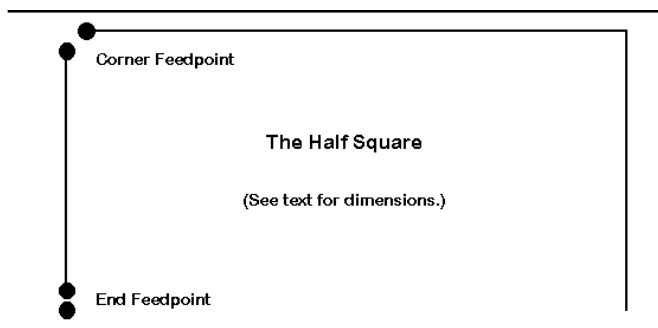 Corner Feedpoint
The Half Square
(See text for dimensions.)
End Feedpoint